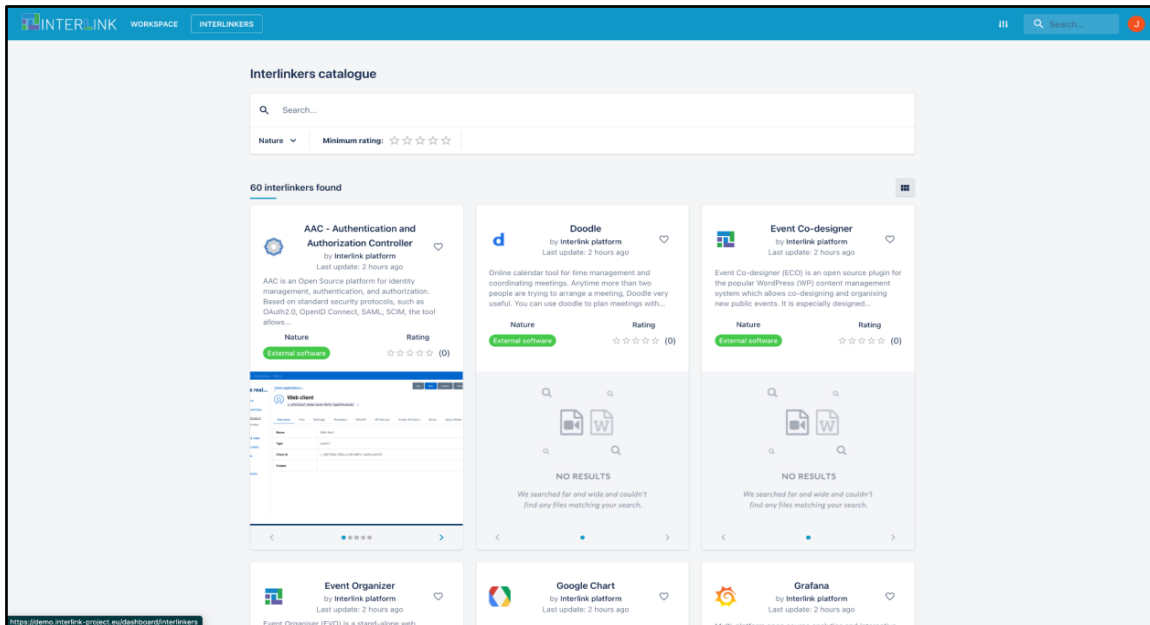 INTERLINK WORKSPACE INTERLINKERS Search... J
Interlinkers catalogue
Search...
Nature Minimum rating:
60 interlinkers found
AAC - Authentication and
Authorization Controller
by Interlink platform
Last update: 2 hours ago
AAC is an Open Source platform for identity
management, authentication, and authorization.
Based on standard security protocols, such as
OAuth2.0, OpenID Connect, SAML, SCIM, the tool
allows...
Nature Rating
External software (0)
Web client
d
Doodle
by Interlink platform
Last update: 2 hours ago
Online calendar tool for time management and
coordinating meetings. Anytime more than two
people are trying to arrange a meeting, Doodle very
useful. You can use doodle to plan meetings with...
Nature Rating
External software (0)
W
NO RESULTS
We searched far and wide and couldn't
find any files matching your search.
Event Co-designer
by Interlink platform
Last update: 2 hours ago
Event Co-designer (ECO) is an open source plugin for
the popular WordPress (WP) content management
system which allows co-designing and organising
new public events. It is especially designed...
Nature Rating
External software (0)
W
NO RESULTS
We searched far and wide and couldn't
find any files matching your search.
Event Organizer
by Interlink platform
Last update: 2 hours ago
Event Organiser (EVO) is a stand-alone web
Google Chart
by Interlink platform
Last update: 2 hours ago
Grafana
by Interlink platform
Last update: 2 hours ago
https://demo.interlink-project.eu/dashboard/interlinkers